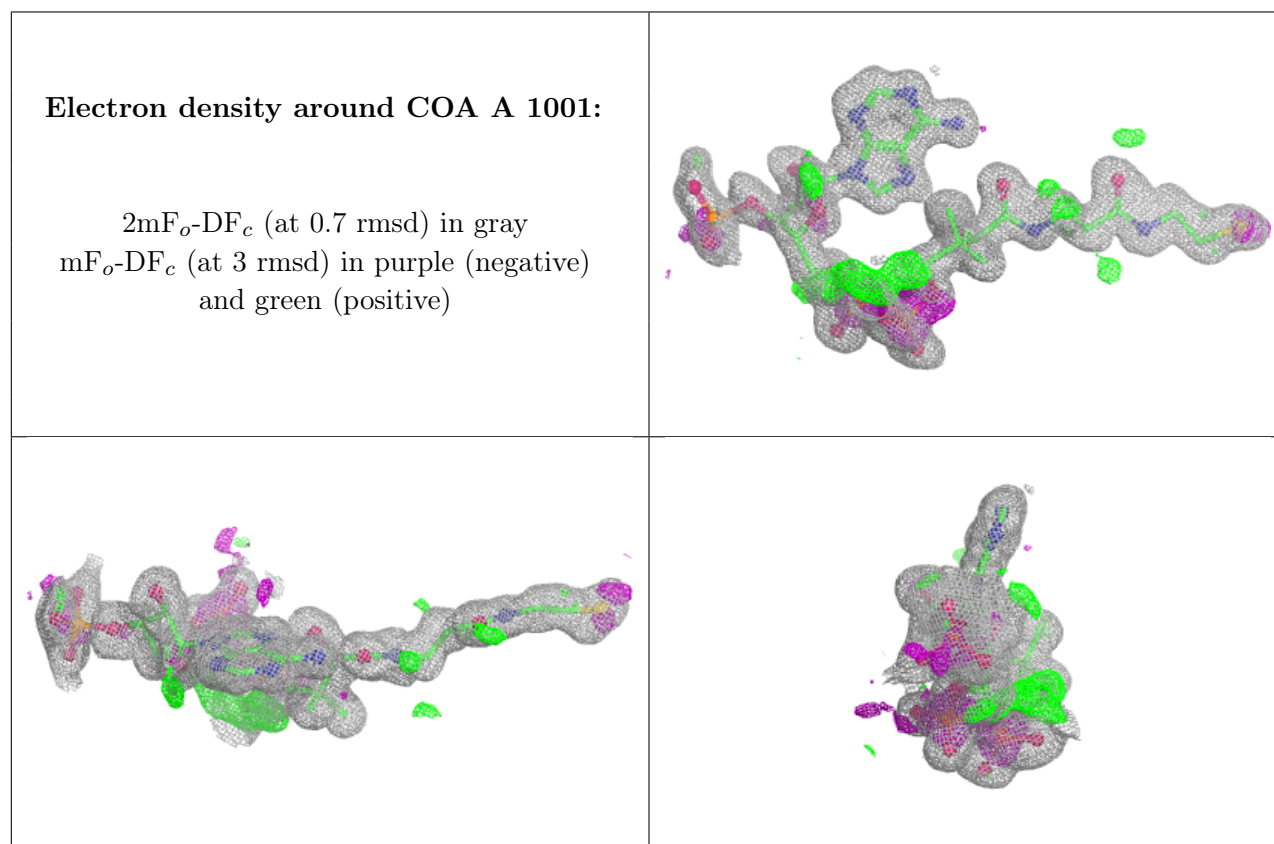 Electron density around COA A 1001:
2mFo-DFc (at 0.7 rmsd) in gray
mFo-DFc (at 3 rmsd) in purple (negative)
and green (positive)